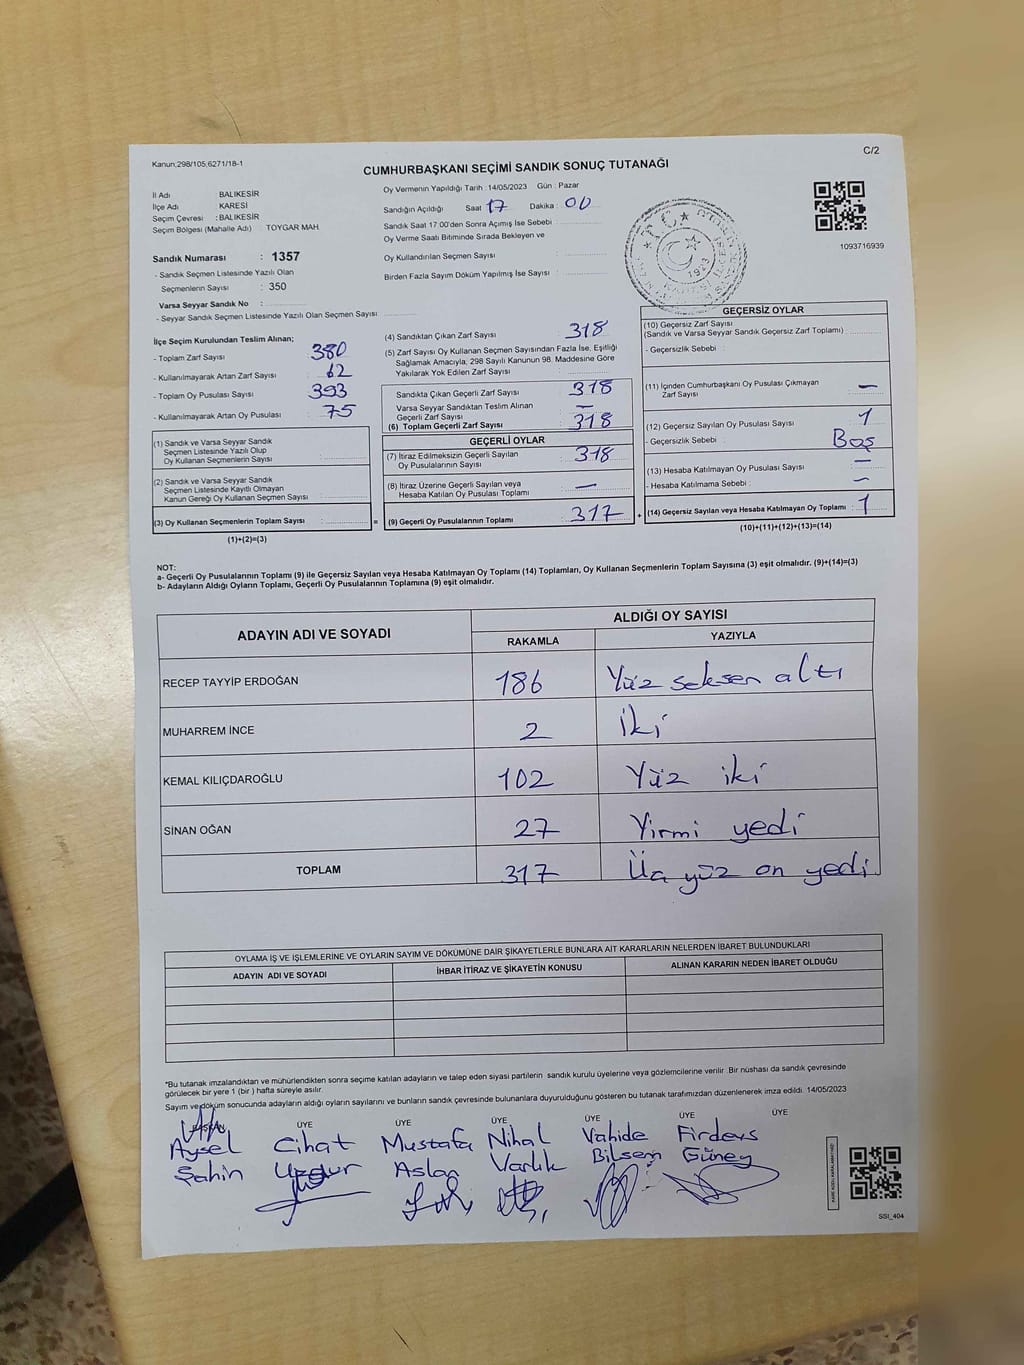 Kanun;298/105,6271/18-1
C/2
CUMHURBAŞKANI SEÇİMİ SANDIK SONUÇ TUTANAĞI
İl Adı : BALIKESİR
İlçe Adı : KARESİ
Seçim Çevresi : BALIKESİR
Seçim Bölgesi (Mahalle Adı) : TOYGAR MAH.
Sandık Numarası : 1357
- Sandık Seçmen Listesinde Yazılı Olan
Seçmenlerin Sayısı : 350
Varsa Seyyar Sandık No :
- Seyyar Sandık Seçmen Listesinde Yazılı Olan Seçmen Sayısı :
Oy Vermenin Yapıldığı Tarih : 14/05/2023 Gün : Pazar
Sandığın Açıldığı Saat : 17 Dakika : 00
Sandık Saat 17:00'den Sonra Açımış İse Sebebi :
Oy Verme Saati Bitiminde Sırada Bekleyen ve
Oy Kullandırılan Seçmen Sayısı :
Birden Fazla Sayım Döküm Yapılmış İse Sayısı :
T.C.
1923
1093716939
İlçe Seçim Kurulundan Teslim Alınan;
- Toplam Zarf Sayısı : 380
- Kullanılmayarak Artan Zarf Sayısı : 62
- Toplam Oy Pusulası Sayısı : 393
- Kullanılmayarak Artan Oy Pusulası : 75
(1) Sandık ve Varsa Seyyar Sandık
Seçmen Listesinde Yazılı Olup
Oy Kullanan Seçmenlerin Sayısı :
(2) Sandık ve Varsa Seyyar Sandık
Seçmen Listesinde Kayıtlı Olmayan
Kanun Gereği Oy Kullanan Seçmen Sayısı :
(3) Oy Kullanan Seçmenlerin Toplam Sayısı : =
(1)+(2)=(3)
(4) Sandıktan Çıkan Zarf Sayısı : 318
(5) Zarf Sayısı Oy Kullanan Seçmen Sayısından Fazla İse, Eşitliği
Sağlamak Amacıyla; 298 Sayılı Kanunun 98. Maddesine Göre
Yakılarak Yok Edilen Zarf Sayısı :
Sandıkta Çıkan Geçerli Zarf Sayısı : 318
Varsa Seyyar Sandıktan Teslim Alınan
Geçerli Zarf Sayısı : —
(6) Toplam Geçerli Zarf Sayısı : 318
GEÇERLİ OYLAR
(7) İtiraz Edilmeksizin Geçerli Sayılan
Oy Pusulalarının Sayısı : 318
(8) İtiraz Üzerine Geçerli Sayılan veya
Hesaba Katılan Oy Pusulası Toplamı : —
(9) Geçerli Oy Pusulalarının Toplamı : 317 +
GEÇERSİZ OYLAR
(10) Geçersiz Zarf Sayısı
(Sandık ve Varsa Seyyar Sandık Geçersiz Zarf Toplamı) :
- Geçersizlik Sebebi :
(11) İçinden Cumhurbaşkanı Oy Pusulası Çıkmayan
Zarf Sayısı : —
(12) Geçersiz Sayılan Oy Pusulası Sayısı : 1
- Geçersizlik Sebebi : Boş
(13) Hesaba Katılmayan Oy Pusulası Sayısı : —
- Hesaba Katılmama Sebebi : —
(14) Geçersiz Sayılan veya Hesaba Katılmayan Oy Toplamı : 1
(10)+(11)+(12)+(13)=(14)
NOT:
a- Geçerli Oy Pusulalarının Toplamı (9) ile Geçersiz Sayılan veya Hesaba Katılmayan Oy Toplamı (14) Toplamları, Oy Kullanan Seçmenlerin Toplam Sayısına (3) eşit olmalıdır. (9)+(14)=(3)
b- Adayların Aldığı Oyların Toplamı, Geçerli Oy Pusulalarının Toplamına (9) eşit olmalıdır.
ADAYIN ADI VE SOYADI ALDIĞI OY SAYISI
RAKAMLA YAZIYLA
RECEP TAYYİP ERDOĞAN 186 Yüz seksen altı
MUHARREM İNCE 2 İki
KEMAL KILIÇDAROĞLU 102 Yüz iki
SİNAN OĞAN 27 Yirmi yedi
TOPLAM 317 Üç yüz on yedi
OYLAMA İŞ VE İŞLEMLERİNE VE OYLARIN SAYIM VE DÖKÜMÜNE DAİR ŞİKAYETLERLE BUNLARA AİT KARARLARIN NELERDEN İBARET BULUNDUKLARI
ADAYIN ADI VE SOYADI İHBAR İTİRAZ VE ŞİKAYETİN KONUSU ALINAN KARARIN NEDEN İBARET OLDUĞU
*Bu tutanak imzalandıktan ve mühürlendikten sonra seçime katılan adayların ve talep eden siyasi partilerin sandık kurulu üyelerine veya gözlemcilerine verilir. Bir nüshası da sandık çevresinde
görülecek bir yere 1 (bir ) hafta süreyle asılır.
Sayım ve döküm sonucunda adayların aldığı oyların sayılarını ve bunların sandık çevresinde bulunanlara duyurulduğunu gösteren bu tutanak tarafımızdan düzenlenerek imza edildi. 14/05/2023
BAŞKAN ÜYE ÜYE ÜYE ÜYE ÜYE ÜYE
Aysel Cihat Mustafa Nihal Vahide Firdevs
Şahin Aslan Varlık Bilsem Güney
SSI_404